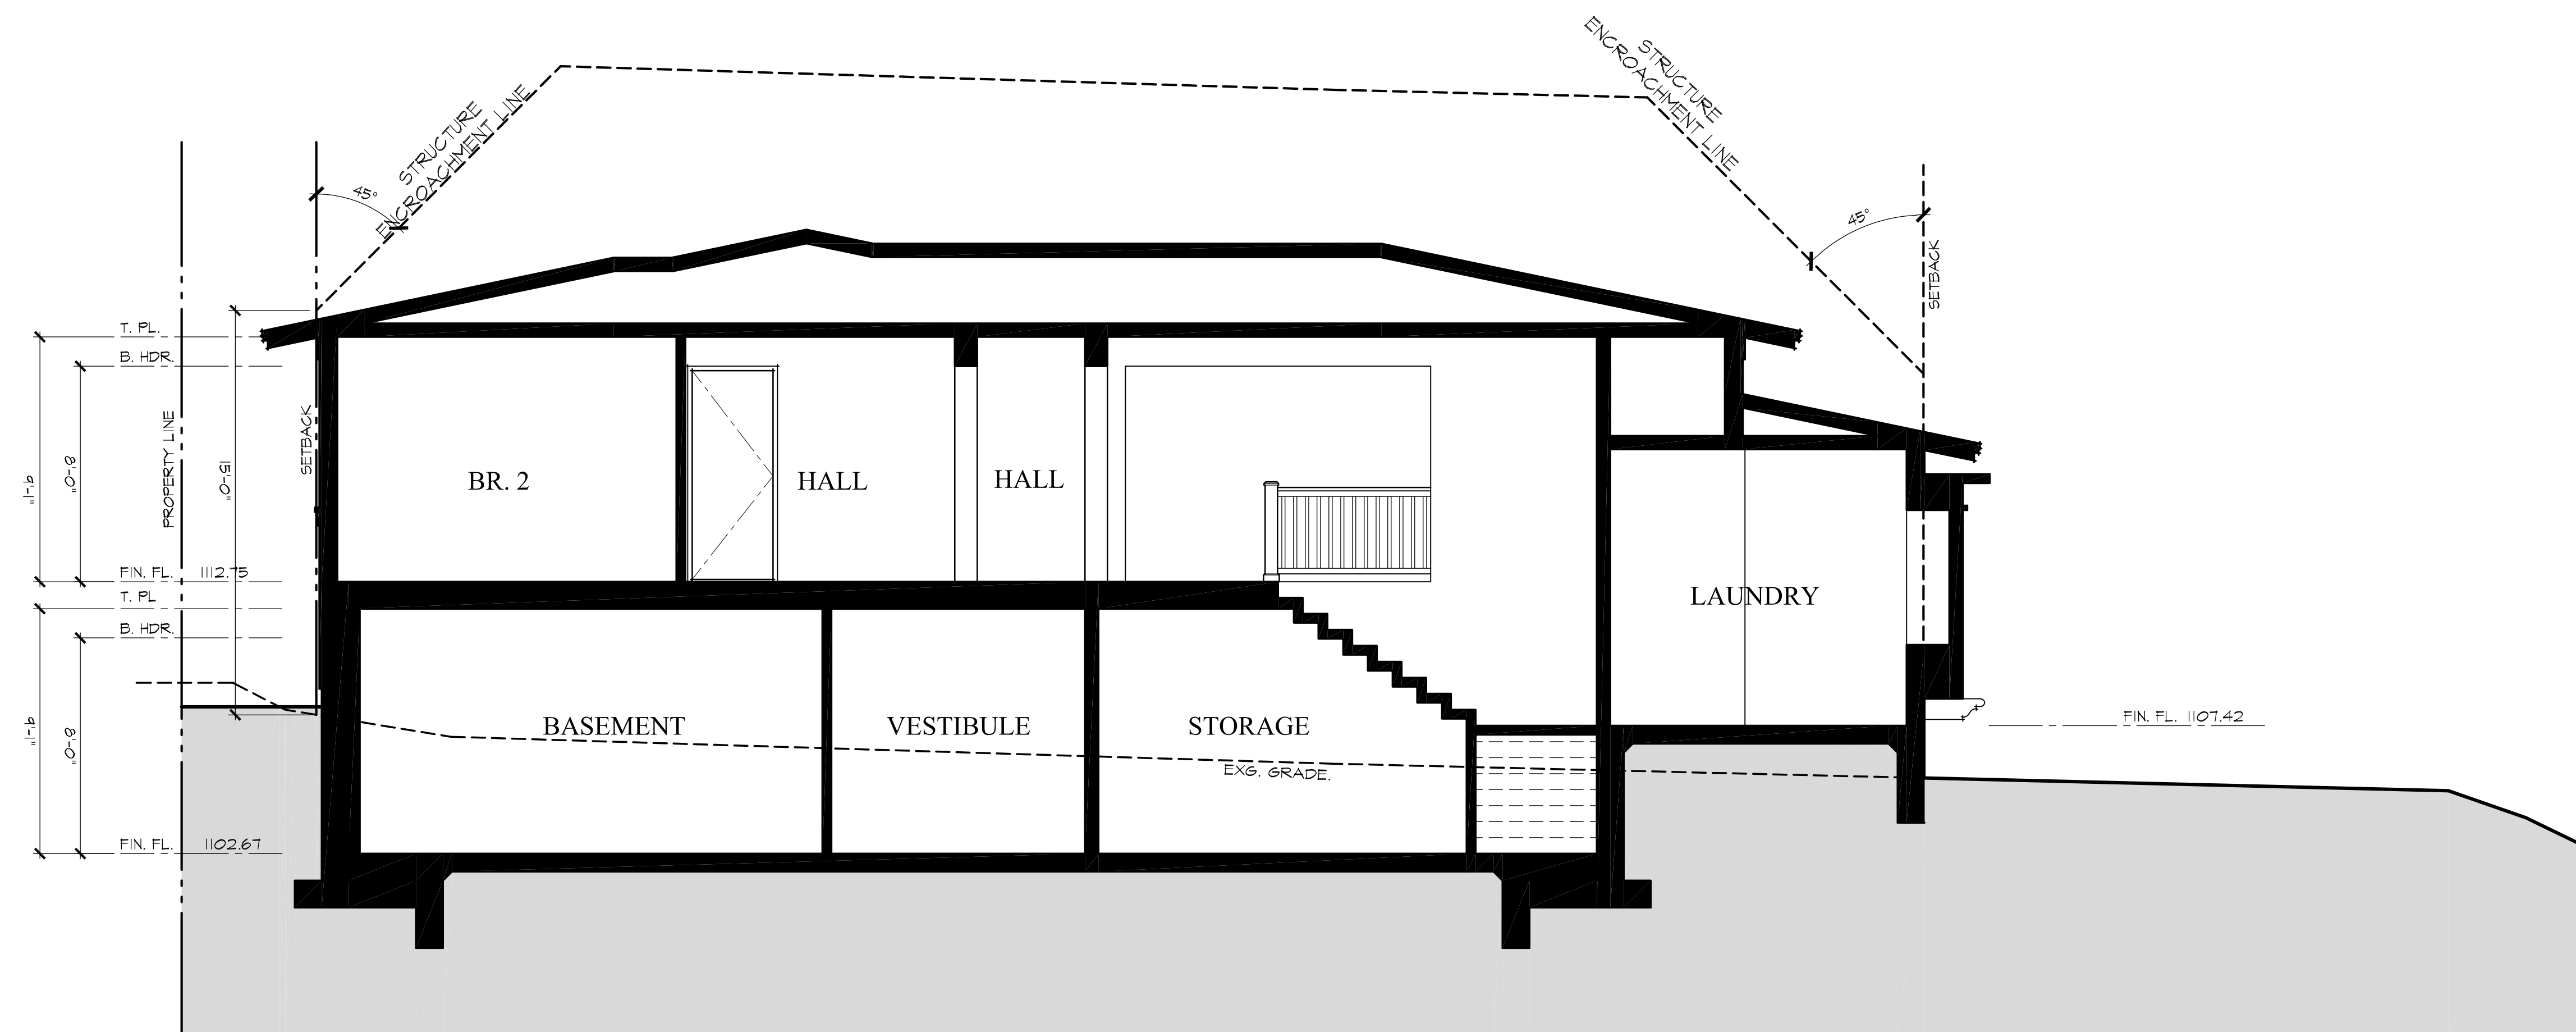 STRUCTURE
ENCROACHMENT LINE
STRUCTURE
ENCROACHMENT LINE
45°
45°
SETBACK
T. PL.
B. HDR.
9'-1"
8'-0"
PROPERTY LINE
15'-0"
SETBACK
BR. 2
HALL
HALL
LAUNDRY
FIN. FL. 1112.75
T. PL
B. HDR.
9'-1"
8'-0"
BASEMENT
VESTIBULE
STORAGE
EXG. GRADE.
FIN. FL. 1107.42
FIN. FL. 1102.67